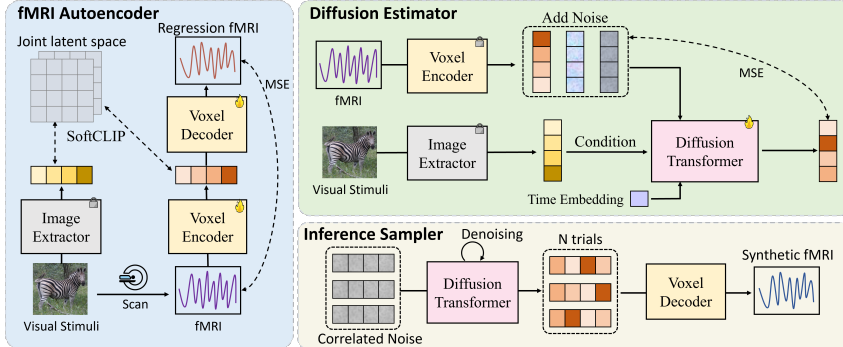 fMRI Autoencoder
Joint latent space
Regression fMRI
MSE
SoftCLIP
Voxel
Decoder
Image
Extractor
Voxel
Encoder
Scan
Visual Stimuli
fMRI
Diffusion Estimator
Add Noise
Voxel
Encoder
fMRI
MSE
Image
Extractor
Condition
Diffusion
Transformer
Visual Stimuli
Time Embedding
Inference Sampler
Denoising
N trials
Synthetic fMRI
Diffusion
Transformer
Voxel
Decoder
Correlated Noise